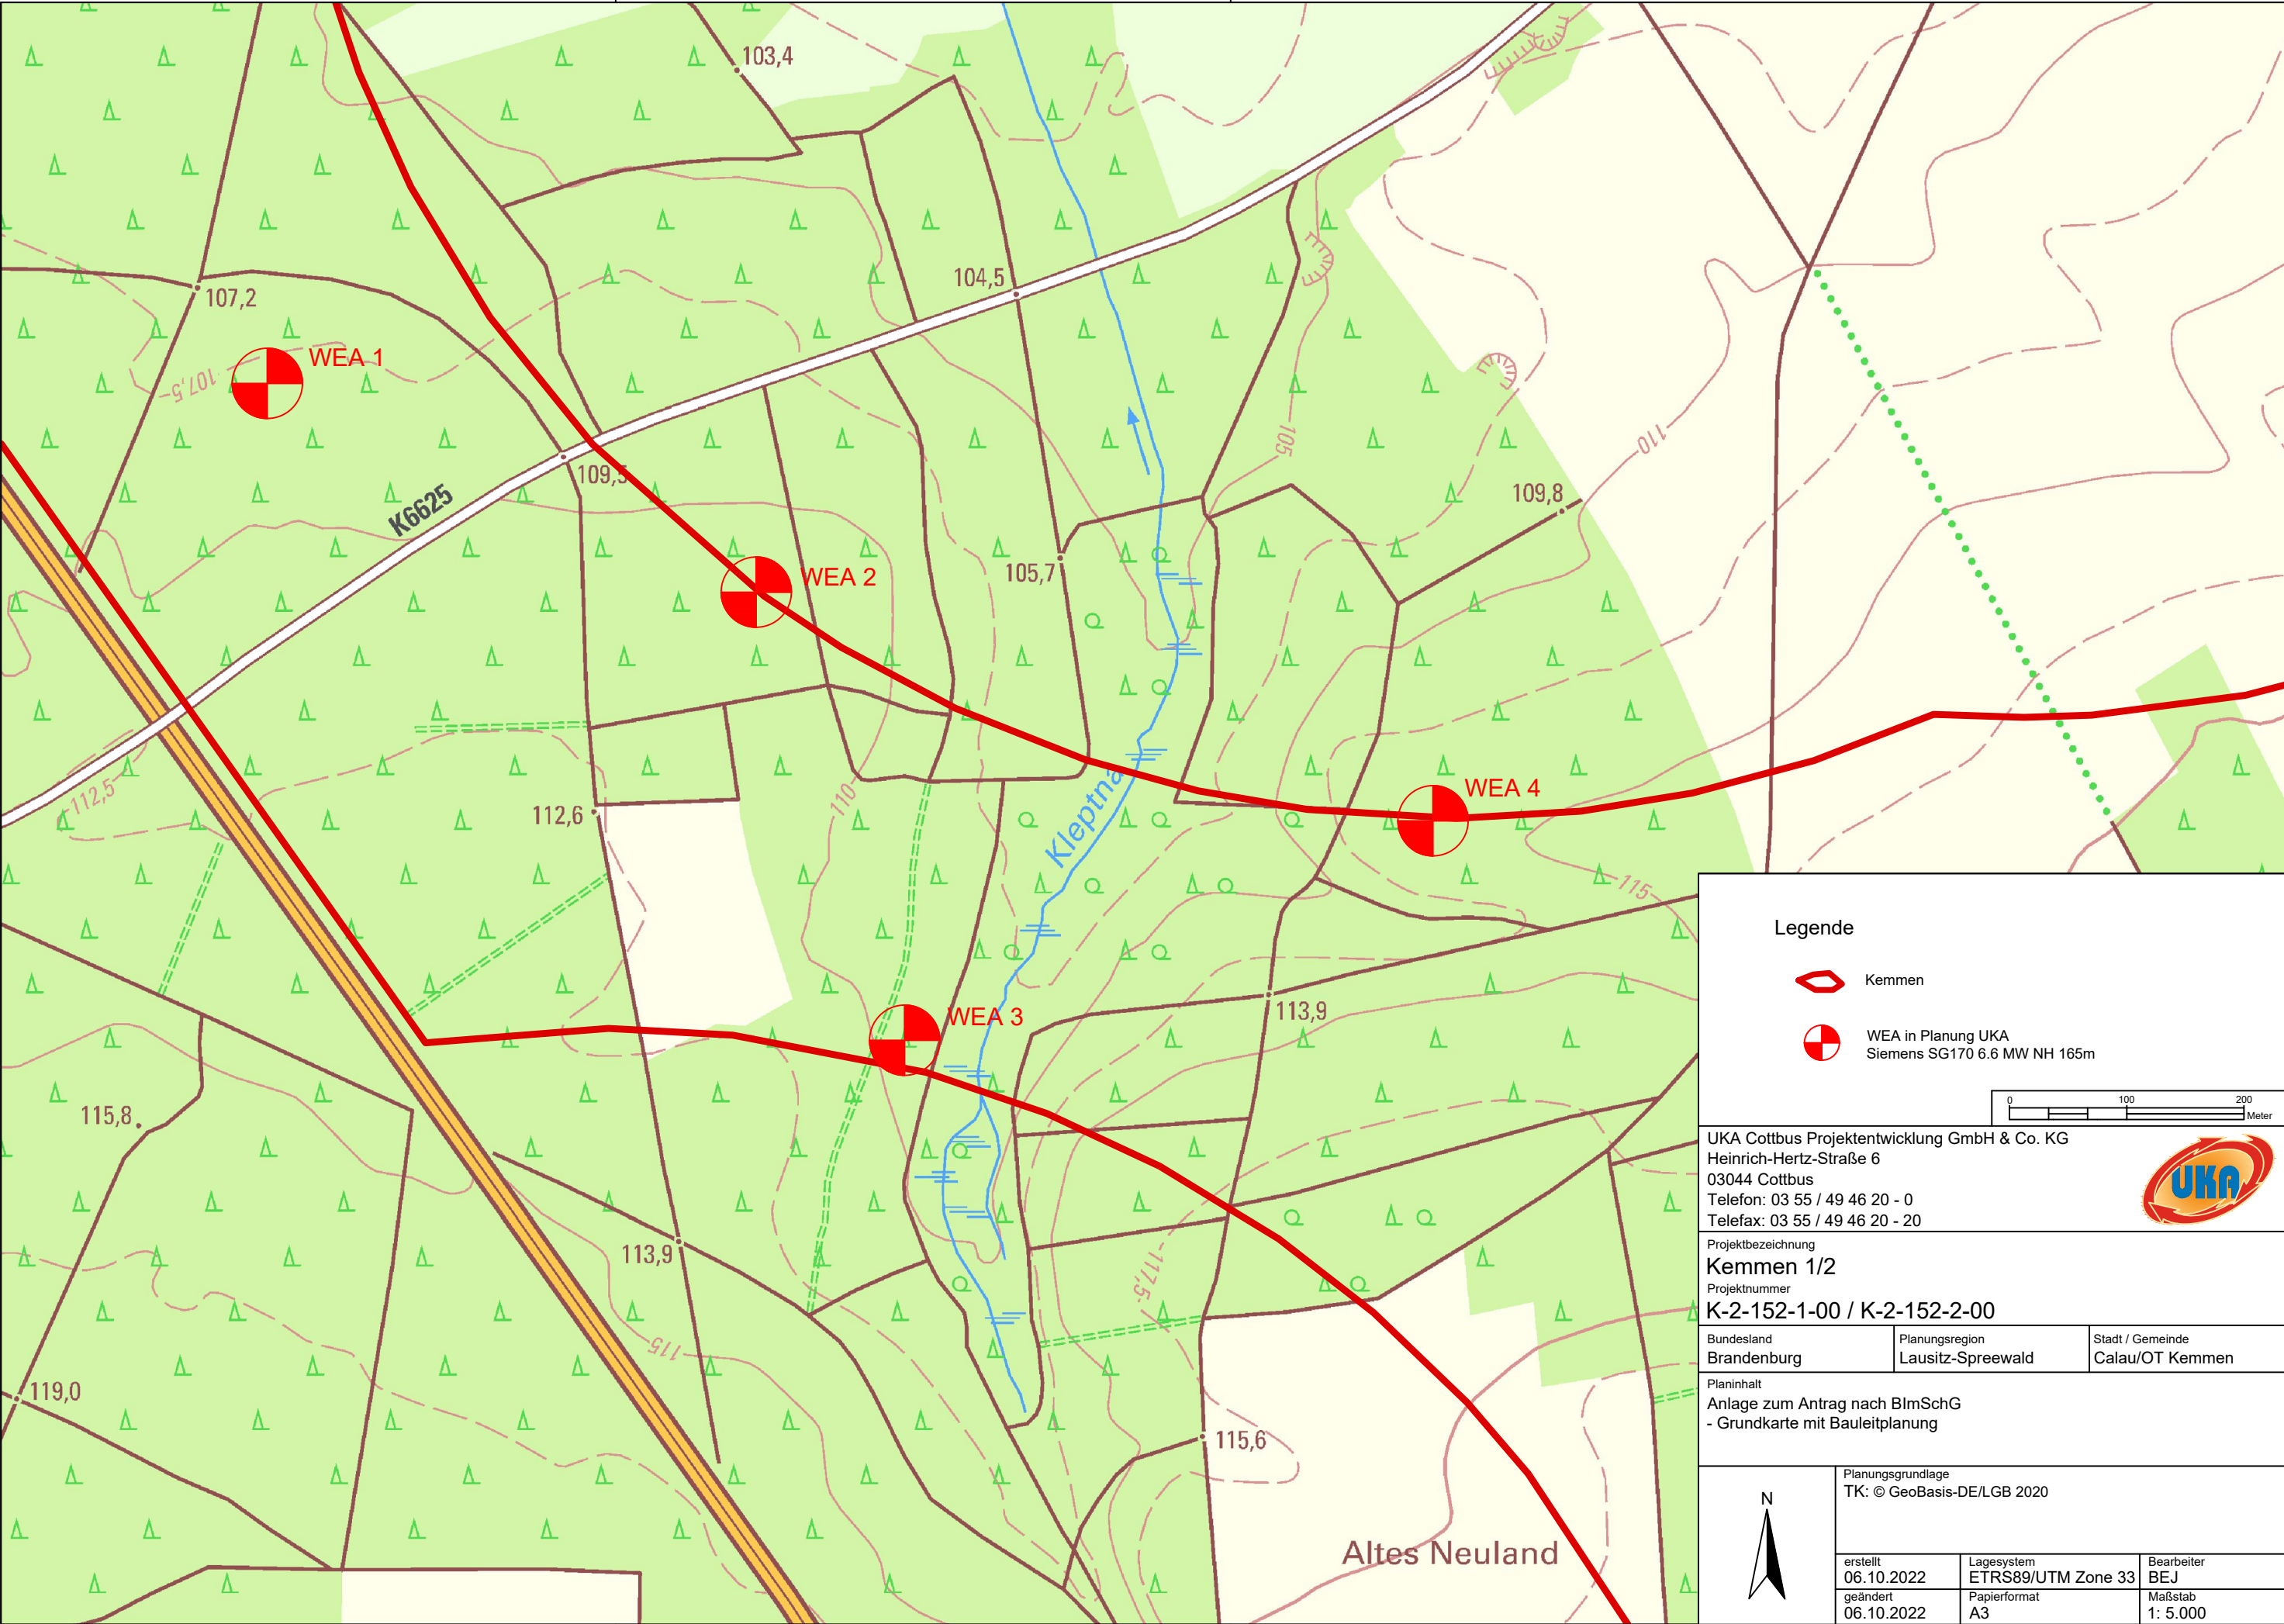 103,4
107,2
104,5
WEA 1
107,5
K6625
109,5
105
110
109,8
105,7
WEA 2
112,5
112,6
110
Kleptna
WEA 4
115
WEA 3
113,9
115,8
113,9
117,5
115
119,0
115,6
Altes Neuland
Legende
Kemmen
WEA in Planung UKA
Siemens SG170 6.6 MW NH 165m
0 100 200
Meter
UKA Cottbus Projektentwicklung GmbH & Co. KG
Heinrich-Hertz-Straße 6
03044 Cottbus
Telefon: 03 55 / 49 46 20 - 0
Telefax: 03 55 / 49 46 20 - 20
UKA
Projektbezeichnung
Kemmen 1/2
Projektnummer
K-2-152-1-00 / K-2-152-2-00
Bundesland
Brandenburg
Planungsregion
Lausitz-Spreewald
Stadt / Gemeinde
Calau/OT Kemmen
Planinhalt
Anlage zum Antrag nach BImSchG
- Grundkarte mit Bauleitplanung
N
Planungsgrundlage
TK: © GeoBasis-DE/LGB 2020
erstellt
06.10.2022
Lagesystem
ETRS89/UTM Zone 33
Bearbeiter
BEJ
geändert
06.10.2022
Papierformat
A3
Maßstab
1: 5.000